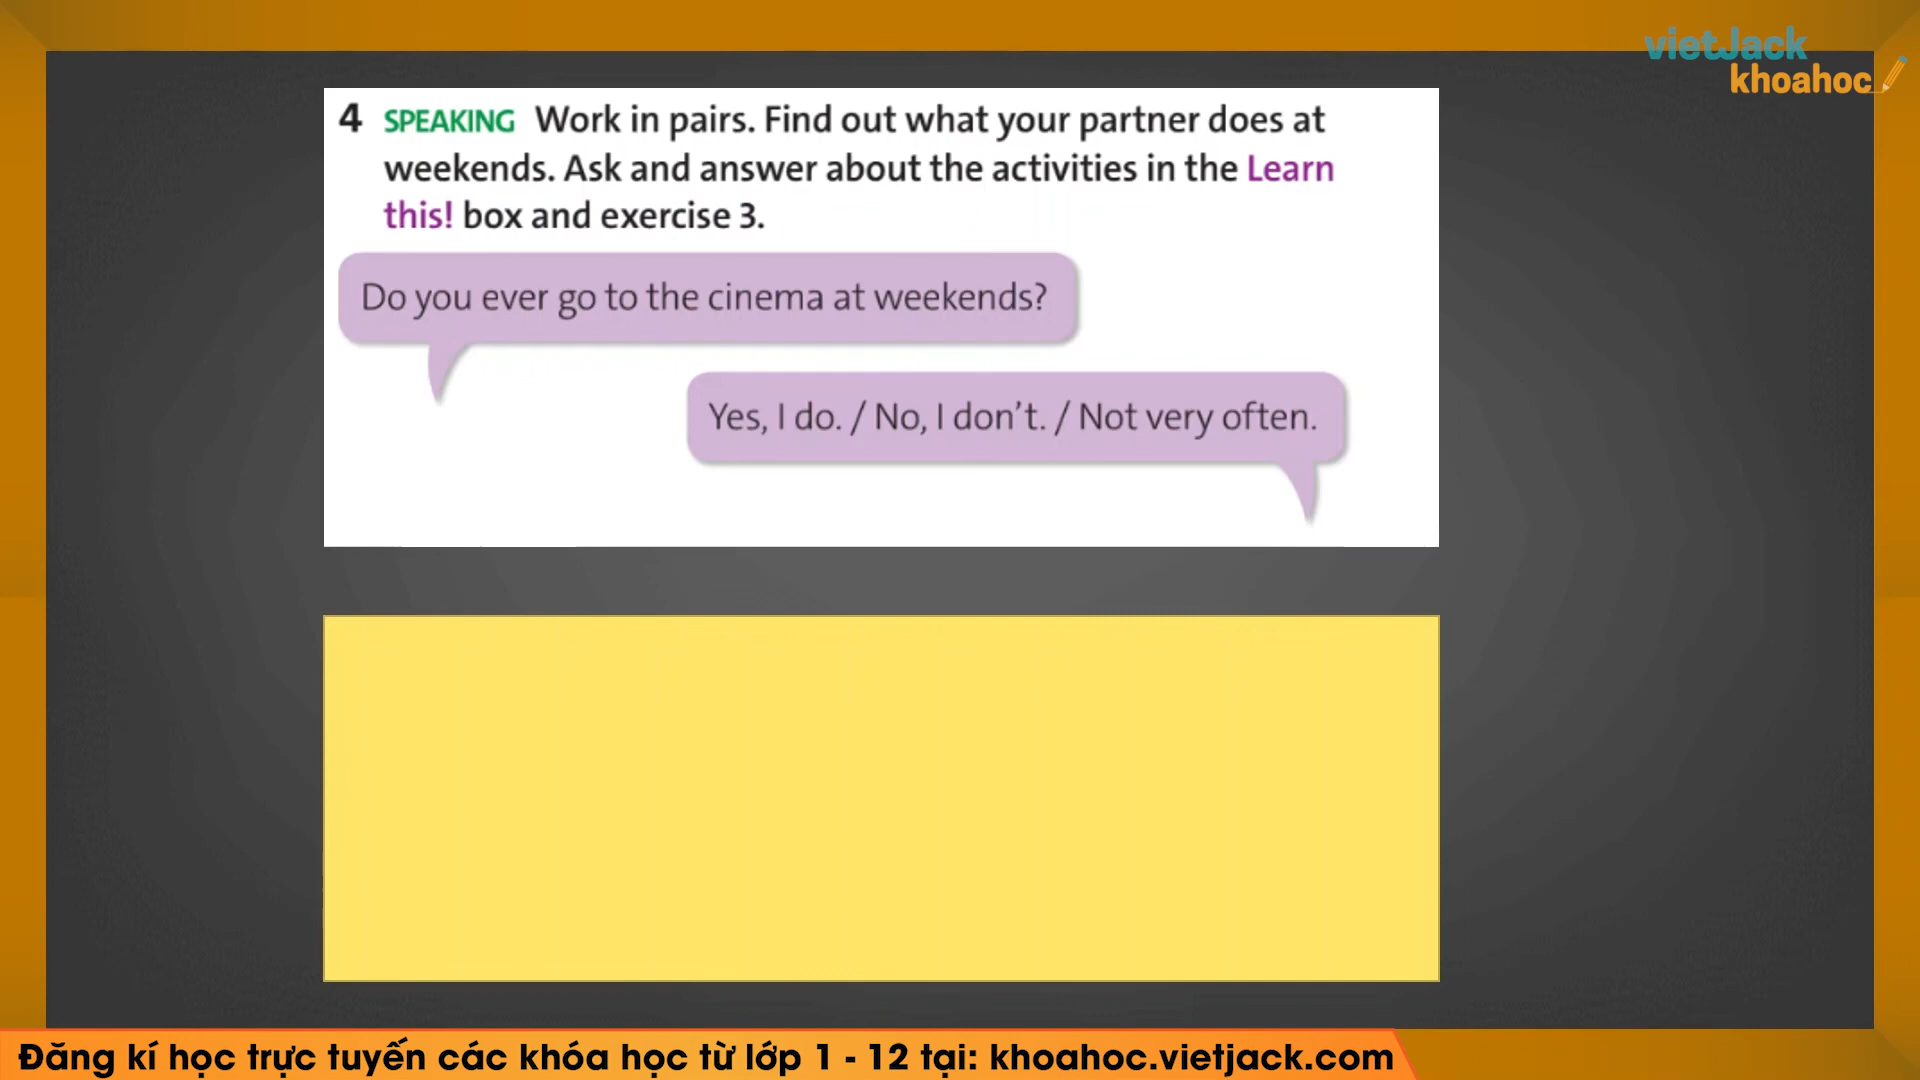 vietJack
khoahoc
4 SPEAKING Work in pairs. Find out what your partner does at
weekends. Ask and answer about the activities in the Learn
this! box and exercise 3.
Do you ever go to the cinema at weekends?
Yes, I do. / No, I don't. / Not very often.
Đăng kí học trực tuyến các khóa học từ lớp 1 - 12 tại: khoahoc.vietjack.com